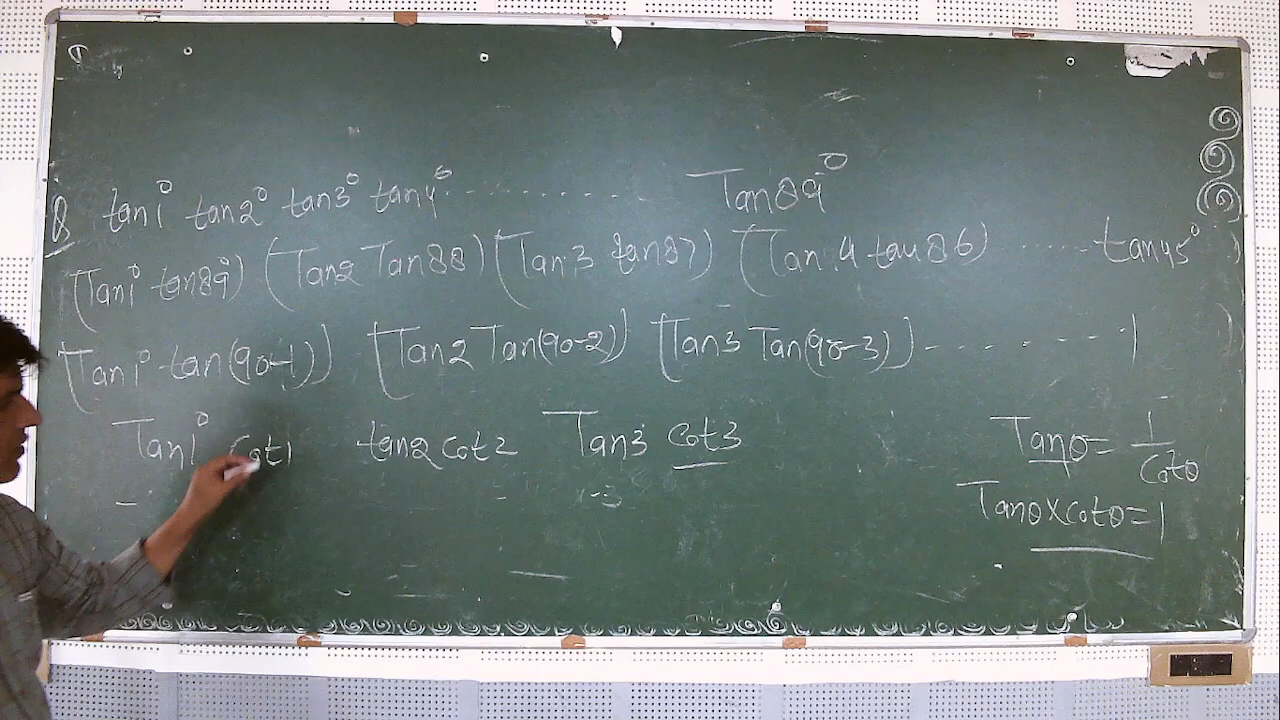 Q tan1° tan2° tan3° tan4° - - - - - - - - Tan89°
(Tan1° tan89°) (Tan2 Tan88) (Tan3 tan87) (Tan4 tan86) ...... tan45° )
(Tan1° tan(90-1)) (Tan2 Tan(90-2)) (Tan3 Tan(90-3)) - - - - - - - 1 )
Tan1° cot1 tan2 cot2 Tan3 cot3
Tanθ = 1/cotθ
Tanθ×cotθ=1